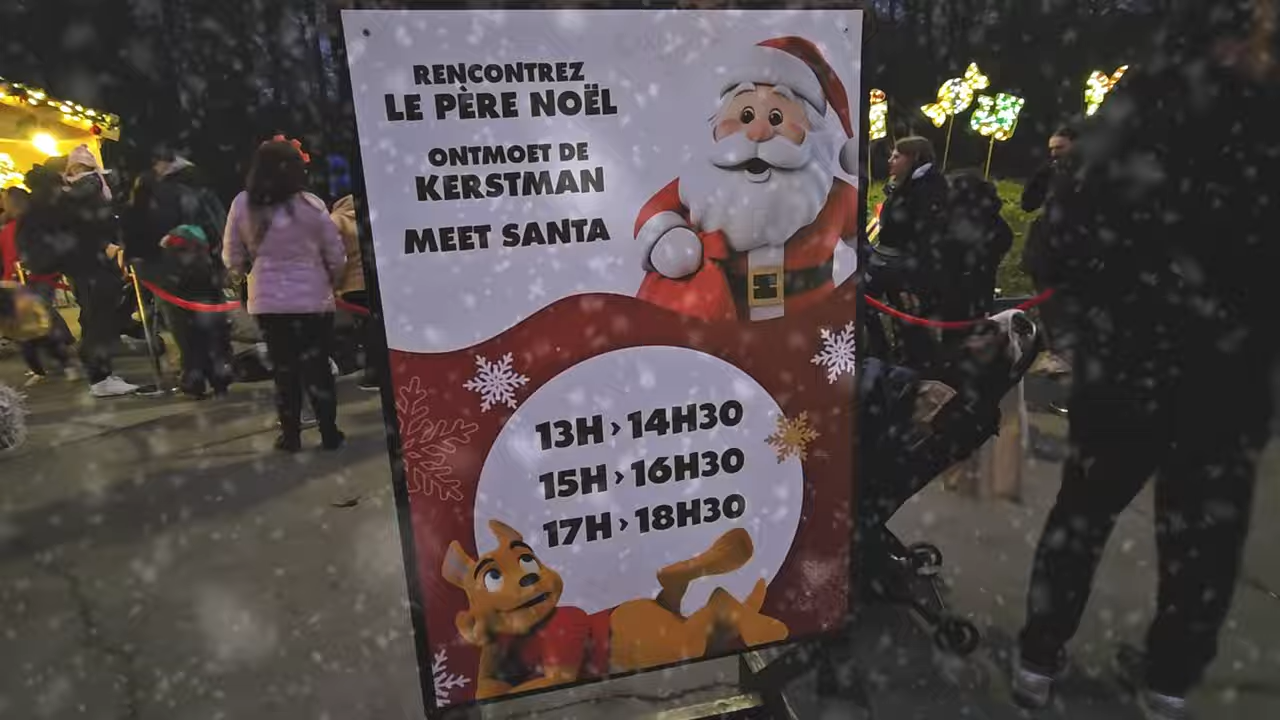 RENCONTREZ
LE PÈRE NOËL
ONTMOET DE
KERSTMAN
MEET SANTA
13H › 14H30
15H › 16H30
17H › 18H30